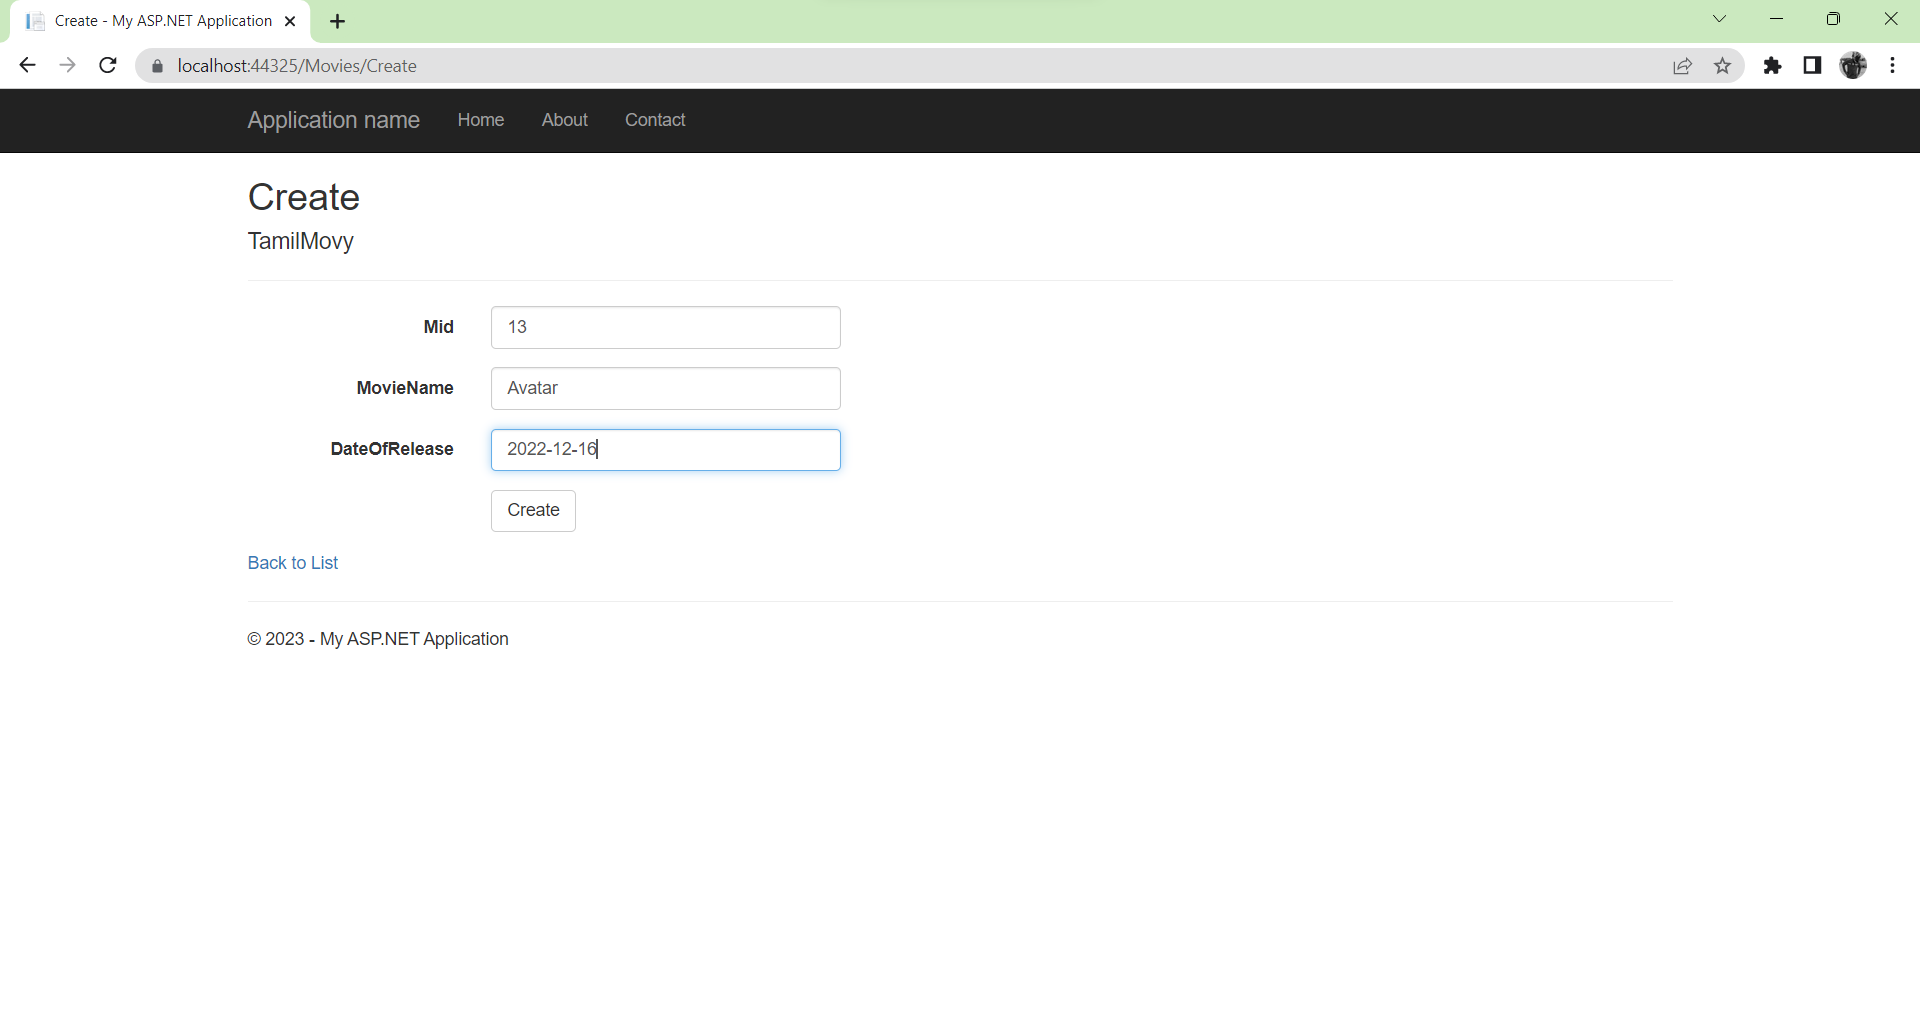 Create - My ASP.NET Application
localhost:44325/Movies/Create
Application name Home About Contact
Create
TamilMovy
Mid 13
MovieName Avatar
DateOfRelease 2022-12-16
Create
Back to List
© 2023 - My ASP.NET Application